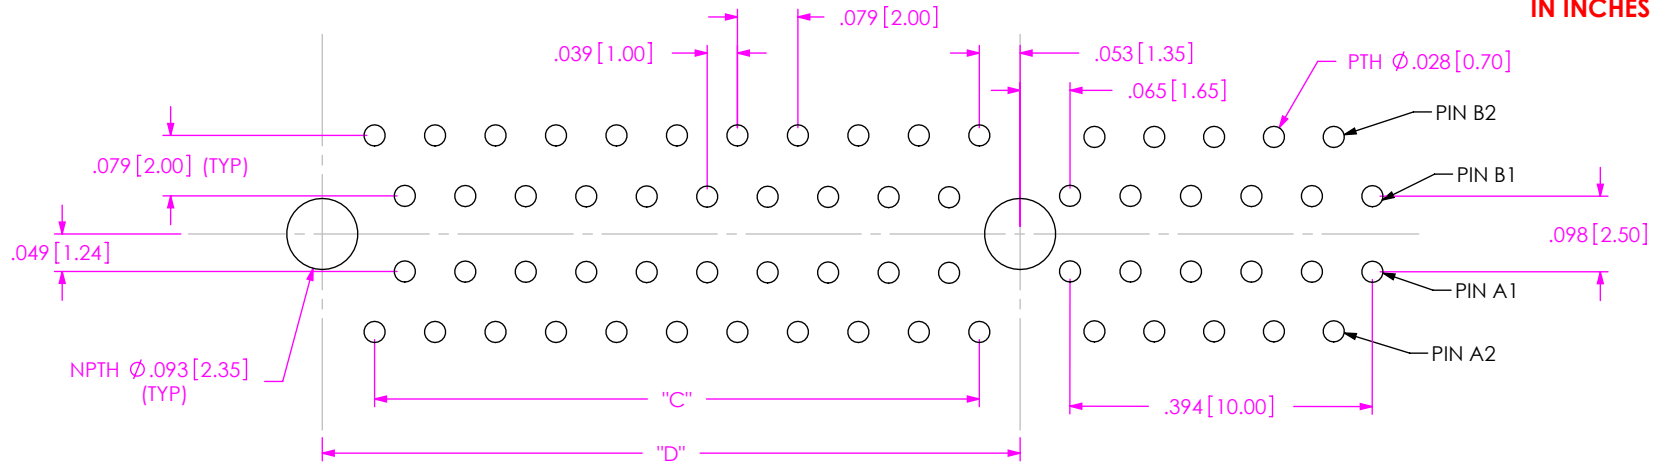 IN INCHES
.079 [2.00]
.039 [1.00]
.053 [1.35]
PTH Ø.028 [0.70]
.065 [1.65]
PIN B2
.079 [2.00] (TYP)
PIN B1
.049 [1.24]
.098 [2.50]
PIN A1
PIN A2
NPTH Ø.093 [2.35]
(TYP)
"C"
.394 [10.00]
"D"